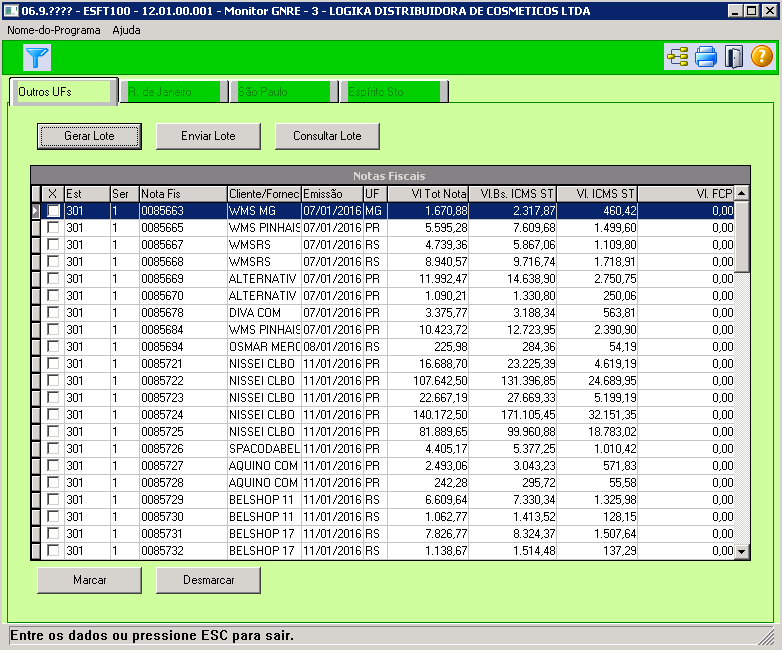 06.9.???? - ESFT100 - 12.01.00.001 - Monitor GNRE - 3 - LOGIKA DISTRIBUIDORA DE COSMETICOS LTDA
Nome-do-Programa Ajuda
Outros UFs R. de Janeiro São Paulo Espírito Sto
Gerar Lote Enviar Lote Consultar Lote
Notas Fiscais
X Est Ser Nota Fis Cliente/Fornec Emissão UF Vl Tot Nota Vl.Bs. ICMS ST Vl. ICMS ST Vl. FCP
301 1 0085663 WMS MG 07/01/2016 MG 1.670,88 2.317,87 460,42 0,00
301 1 0085665 WMS PINHAIS 07/01/2016 PR 5.595,28 7.609,68 1.499,60 0,00
301 1 0085667 WMSRS 07/01/2016 RS 4.739,36 5.867,06 1.109,80 0,00
301 1 0085668 WMSRS 07/01/2016 RS 8.940,57 9.716,74 1.718,91 0,00
301 1 0085669 ALTERNATIV 07/01/2016 PR 11.992,47 14.638,90 2.750,75 0,00
301 1 0085670 ALTERNATIV 07/01/2016 PR 1.090,21 1.330,80 250,06 0,00
301 1 0085678 DIVA COM 07/01/2016 PR 3.375,77 3.188,34 563,81 0,00
301 1 0085684 WMS PINHAIS 07/01/2016 PR 10.423,72 12.723,95 2.390,90 0,00
301 1 0085694 OSMAR MERC 08/01/2016 RS 225,98 284,36 54,19 0,00
301 1 0085721 NISSEI CLBO 11/01/2016 PR 16.688,70 23.225,39 4.619,19 0,00
301 1 0085722 NISSEI CLBO 11/01/2016 PR 107.642,50 131.396,85 24.689,95 0,00
301 1 0085723 NISSEI CLBO 11/01/2016 PR 22.667,19 27.669,33 5.199,19 0,00
301 1 0085724 NISSEI CLBO 11/01/2016 PR 140.172,50 171.105,45 32.151,35 0,00
301 1 0085725 NISSEI CLBO 11/01/2016 PR 81.889,65 99.960,88 18.783,02 0,00
301 1 0085726 SPACODABEL 11/01/2016 PR 4.405,17 5.377,25 1.010,42 0,00
301 1 0085727 AQUINO COM 11/01/2016 PR 2.493,06 3.043,23 571,83 0,00
301 1 0085728 AQUINO COM 11/01/2016 PR 242,28 295,72 55,58 0,00
301 1 0085729 BELSHOP 11 11/01/2016 RS 6.609,64 7.330,34 1.325,98 0,00
301 1 0085730 BELSHOP 11 11/01/2016 RS 1.062,77 1.413,52 128,15 0,00
301 1 0085731 BELSHOP 17 11/01/2016 RS 7.826,77 8.324,37 1.507,64 0,00
301 1 0085732 BELSHOP 17 11/01/2016 RS 1.138,67 1.514,48 137,29 0,00
Marcar Desmarcar
Entre os dados ou pressione ESC para sair.